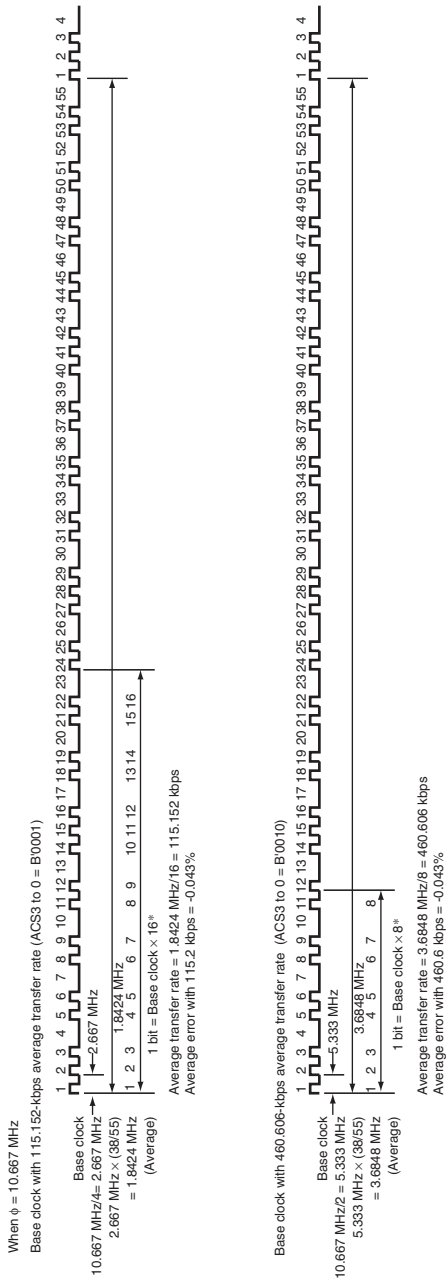 When ϕ = 10.667 MHz
Base clock with 115.152-kbps average transfer rate (ACS3 to 0 = B'0001)
1 2 3 4 5 6 7 8 9 10 11 12 13 14 15 16 17 18 19 20 21 22 23 24 25 26 27 28 29 30 31 32 33 34 35 36 37 38 39 40 41 42 43 44 45 46 47 48 49 50 51 52 53 54 55 1 2 3 4
Base clock
10.667 MHz/4= 2.667 MHz
2.667 MHz
2.667 MHz × (38/55)
1.8424 MHz
= 1.8424 MHz
1 2 3 4 5 6 7 8 9 10 11 12 13 14 15 16
(Average)
1 bit = Base clock × 16*
Average transfer rate = 1.8424 MHz/16 = 115.152 kbps
Average error with 115.2 kbps = -0.043%
Base clock with 460.606-kbps average transfer rate (ACS3 to 0 = B'0010)
1 2 3 4 5 6 7 8 9 10 11 12 13 14 15 16 17 18 19 20 21 22 23 24 25 26 27 28 29 30 31 32 33 34 35 36 37 38 39 40 41 42 43 44 45 46 47 48 49 50 51 52 53 54 55 1 2 3 4
Base clock
10.667 MHz/2 = 5.333 MHz
5.333 MHz
5.333 MHz × (38/55)
3.6848 MHz
= 3.6848 MHz
1 2 3 4 5 6 7 8
(Average)
1 bit = Base clock × 8*
Average transfer rate = 3.6848 MHz/8 = 460.606 kbps
Average error with 460.6 kbps = -0.043%